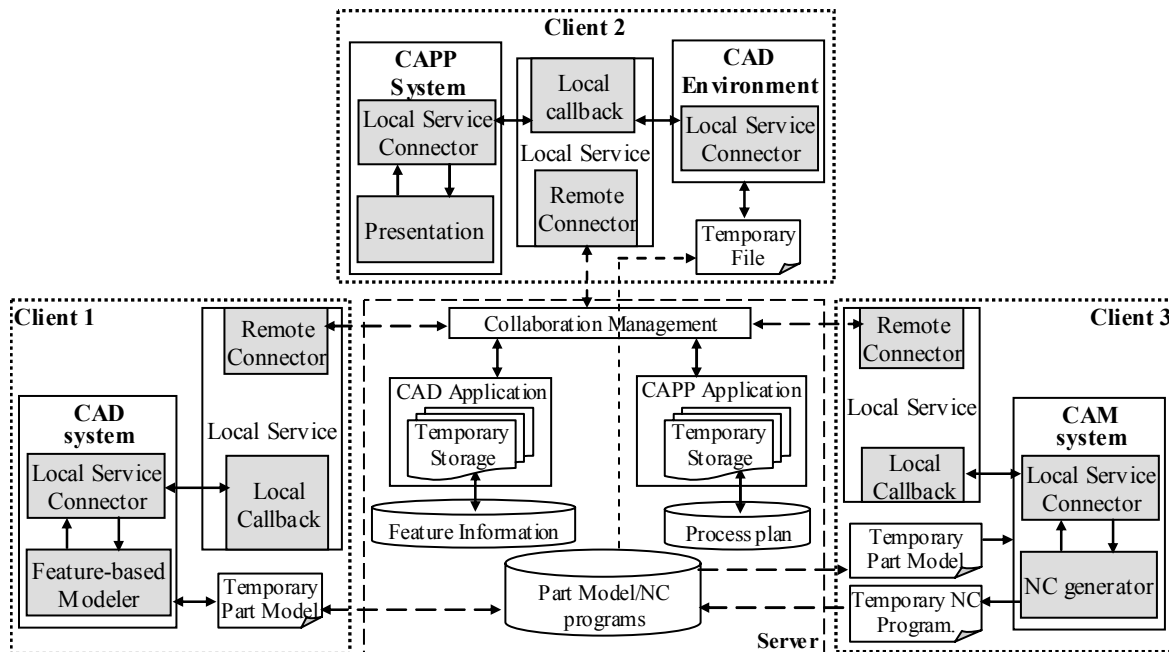 Client 2
CAPP
System
Local Service
Connector
Presentation
Local
callback
Local Service
Remote
Connector
CAD
Environment
Local Service
Connector
Temporary
File
Client 1
Remote
Connector
Local Service
Local
Callback
CAD
system
Local Service
Connector
Feature-based
Modeler
Temporary
Part Model
Collaboration Management
CAD Application
Temporary
Storage
Feature Information
CAPP Application
Temporary
Storage
Process plan
Part Model/NC
programs
Server
Client 3
Remote
Connector
Local Service
Local
Callback
CAM
system
Local Service
Connector
NC generator
Temporary
Part Model
Temporary NC
Program.